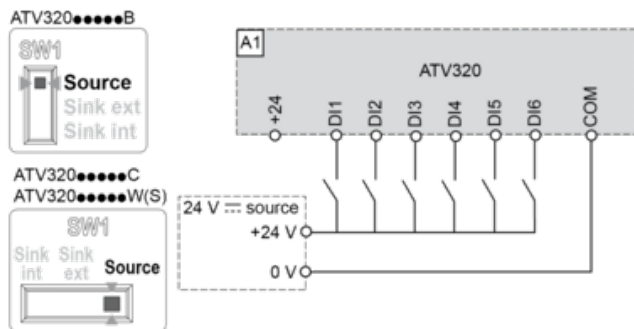 ATV320●●●●●B
SW1
Source
Sink ext
Sink int
ATV320●●●●●C
ATV320●●●●●W(S)
SW1
Sink int
Sink ext
Source
A1
ATV320
+24
DI1
DI2
DI3
DI4
DI5
DI6
COM
24 V ⎓ source
+24 V
0 V